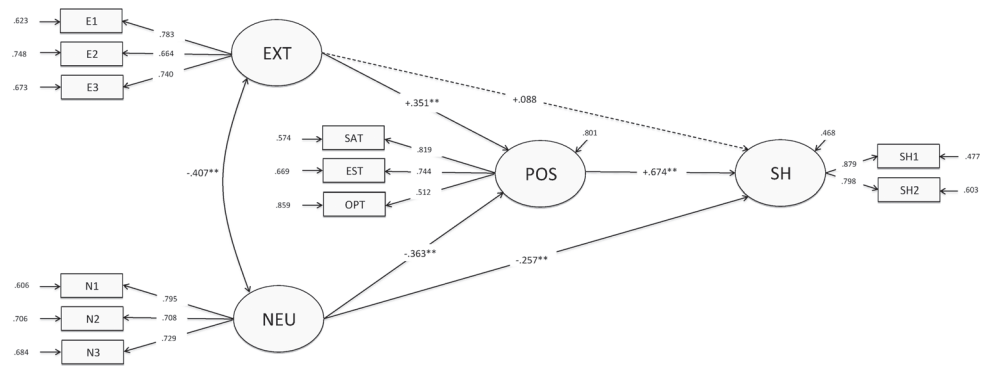 .623 E1 .783
.748 E2 .664
.673 E3 .740
EXT
+.351**
+.088
-.407**
.574 SAT .819
.669 EST .744
.859 OPT .512
POS
.801
+.674**
SH
.468
.879 SH1 .477
.798 SH2 .603
-.363**
-.257**
.606 N1 .795
.706 N2 .708
.684 N3 .729
NEU